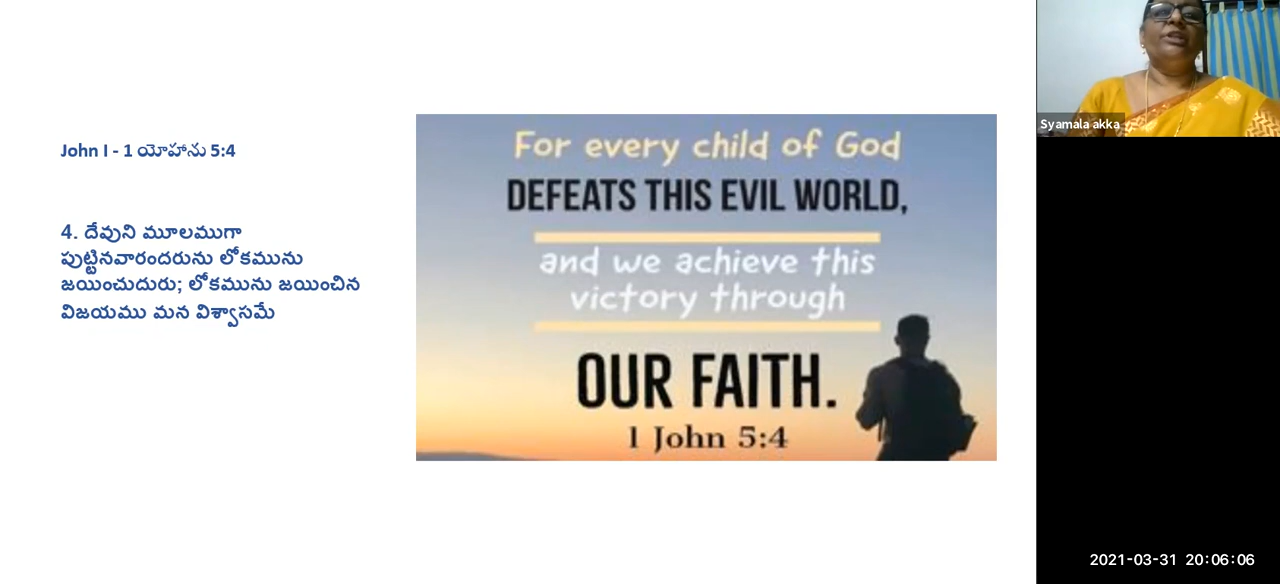 John I - 1 యోహాను 5:4
4. దేవుని మూలముగా
పుట్టినవారందరును లోకమును
జయించుదురు; లోకమును జయించిన
విజయము మన విశ్వాసమే
For every child of God
DEFEATS THIS EVIL WORLD,
and we achieve this
victory through
OUR FAITH.
1 John 5:4
Syamala akka
2021-03-31 20:06:06